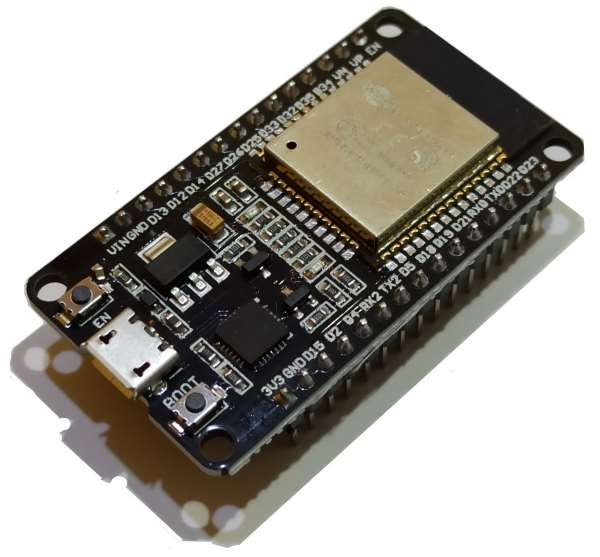 VIN GND D13 D12 D14 D27 D26 D25 D33 D32 D35 D34 VN VP EN
EN
BOOT
3V3 GND D15 D2 D4 RX2 TX2 D5 D18 D19 D21 RX0 TX0 D22 D23